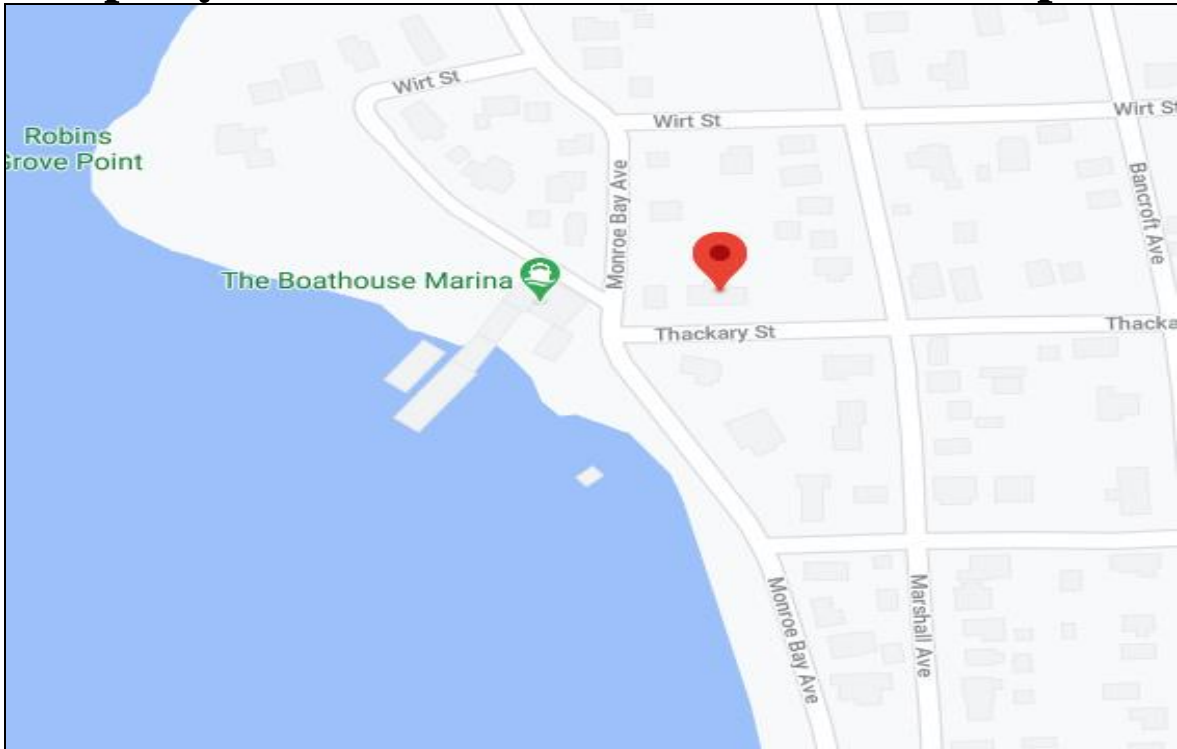 Wirt St
Wirt St
Wirt St
Robins
Grove Point
Monroe Bay Ave
Bancroft Ave
The Boathouse Marina
Thackary St
Thacka
Monroe Bay Ave
Marshall Ave